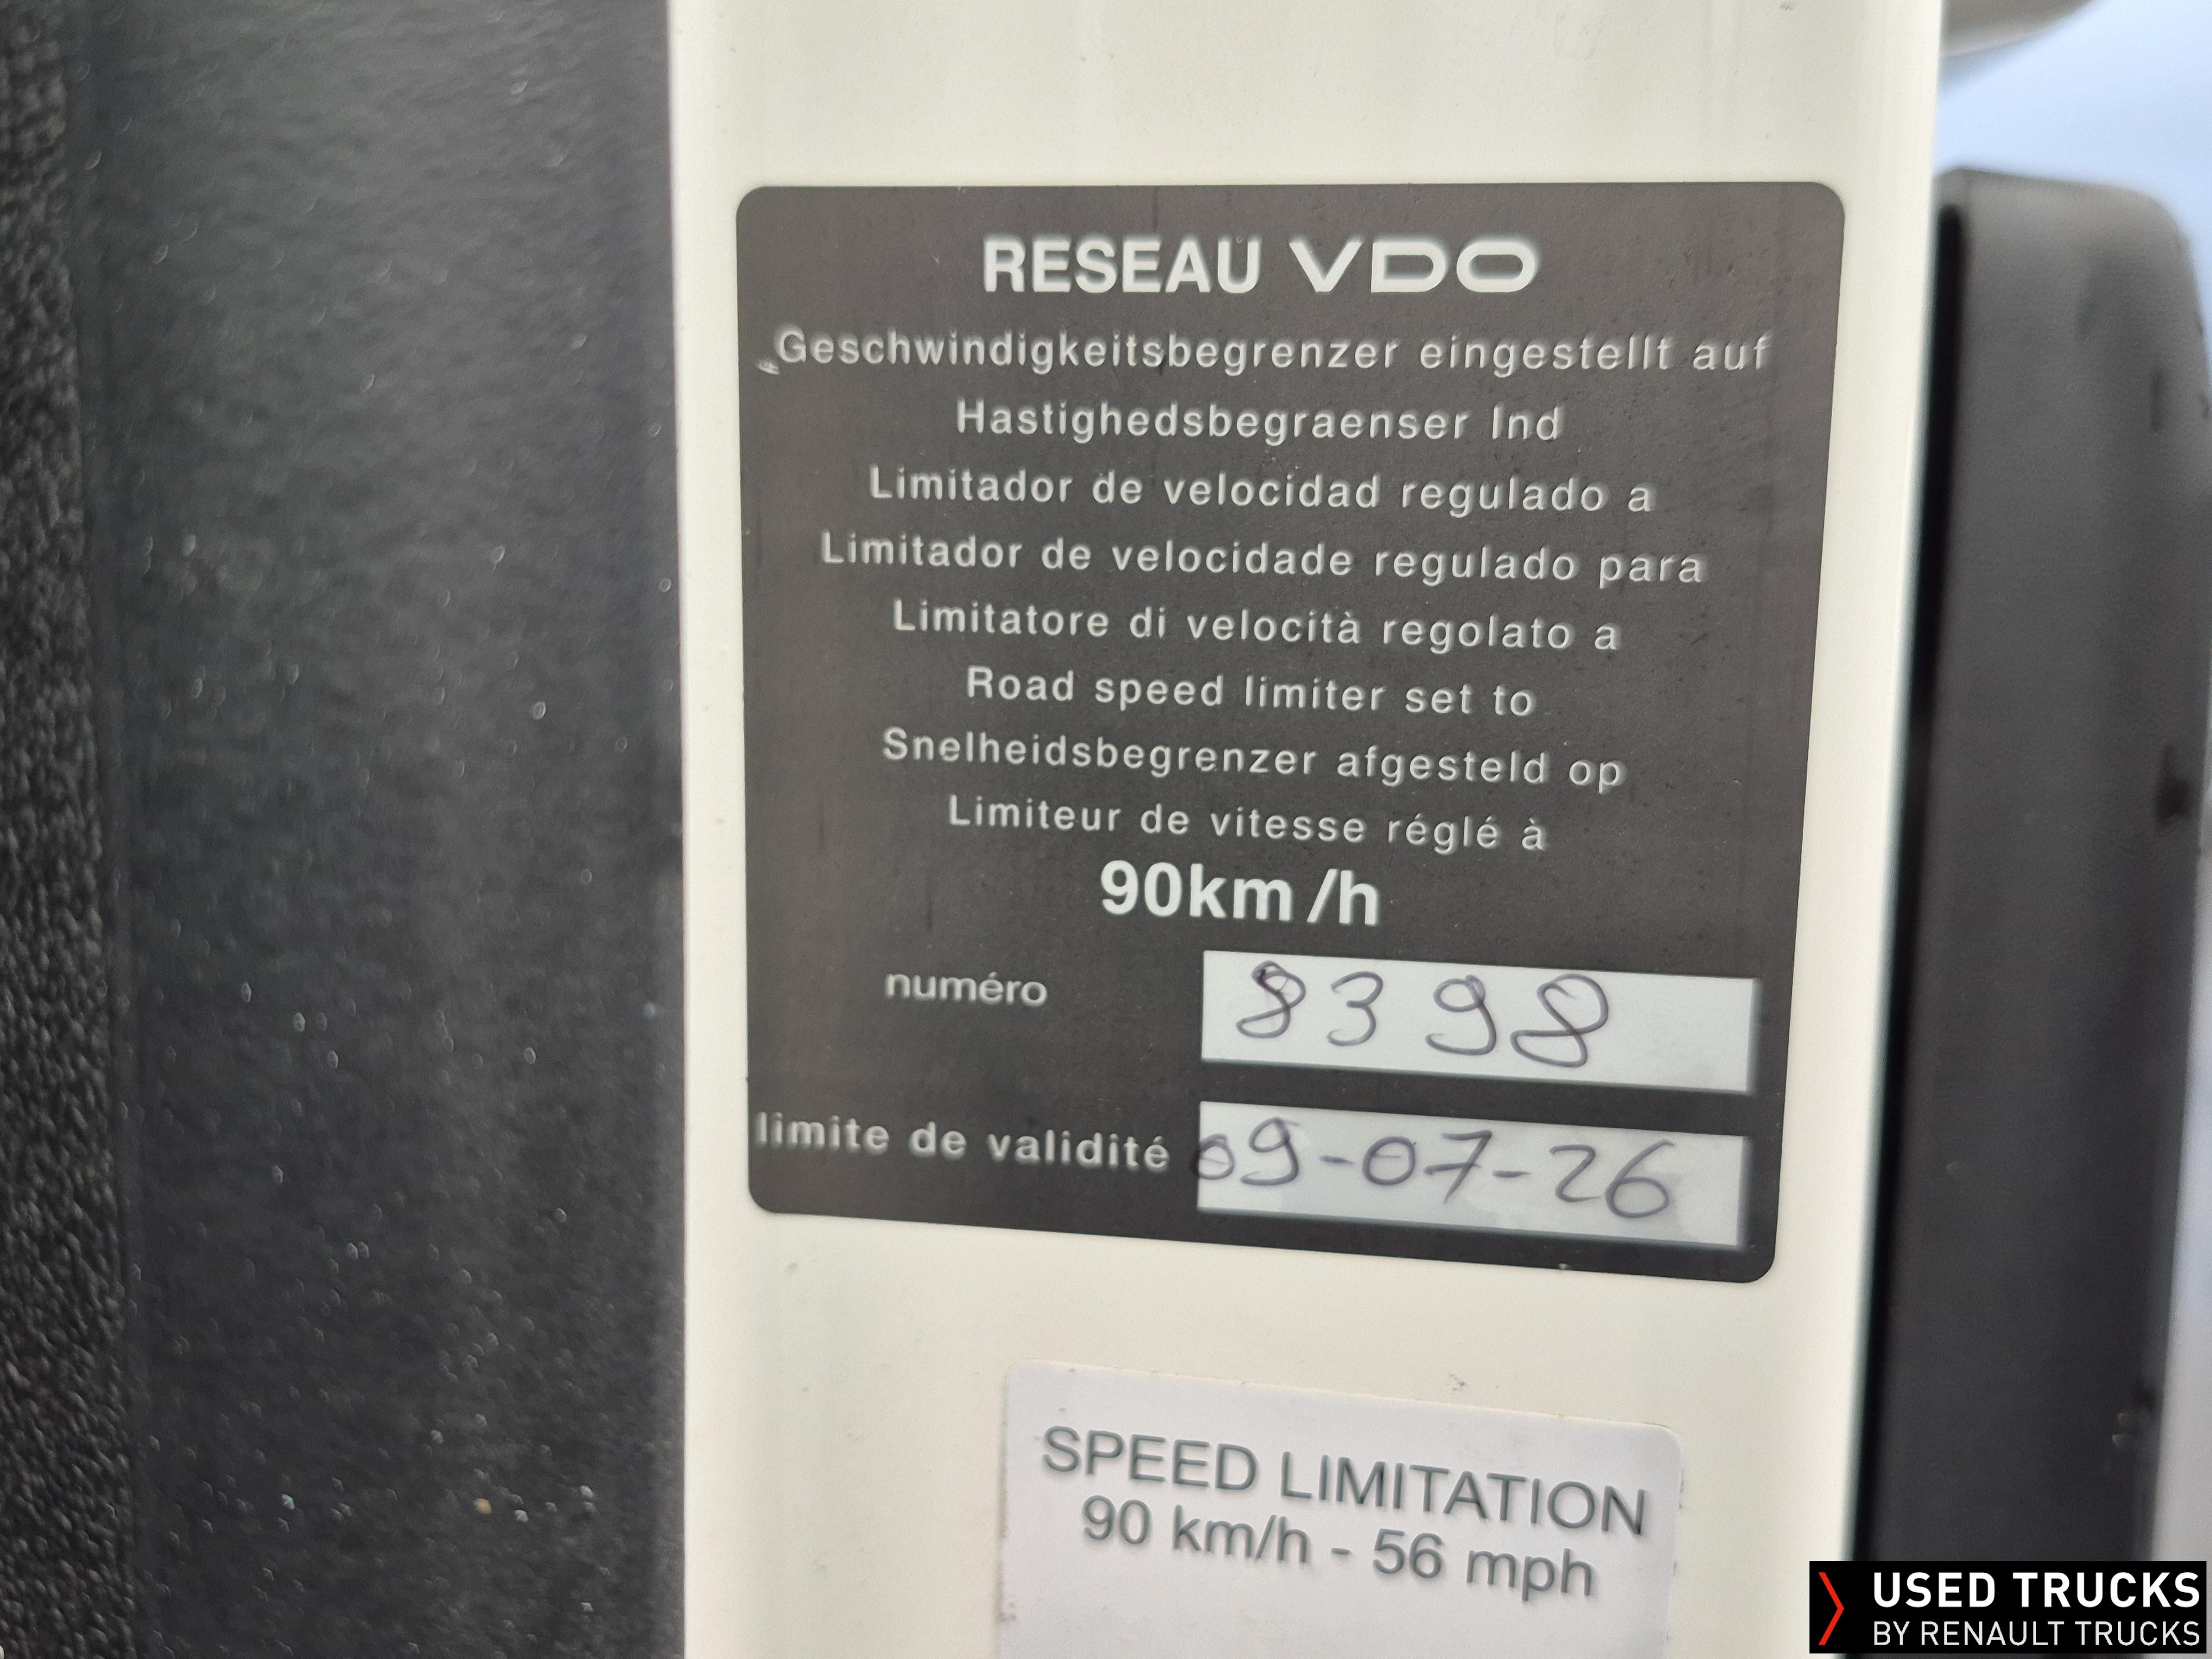 RESEAU VDO
Geschwindigkeitsbegrenzer eingestellt auf
Hastighedsbegraenser Ind
Limitador de velocidad regulado a
Limitador de velocidade regulado para
Limitatore di velocità regolato a
Road speed limiter set to
Snelheidsbegrenzer afgesteld op
Limiteur de vitesse réglé à
90km /h
numéro 8398
limite de validité 09-07-26
SPEED LIMITATION
90 km/h - 56 mph
USED TRUCKS
BY RENAULT TRUCKS